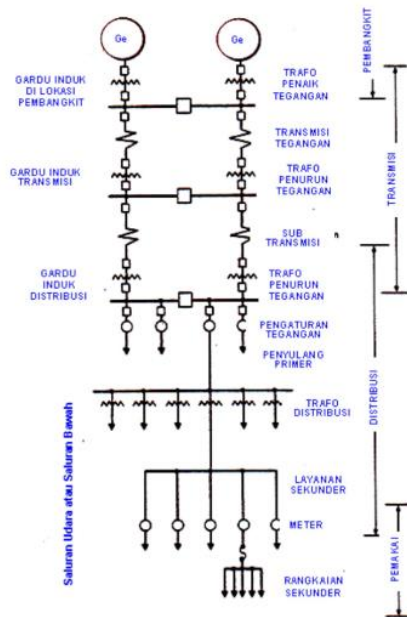 Ge
Ge
GARDU INDUK
DI LOKASI
PEMBANGKIT
TRAFO
PENAIK
TEGANGAN
PEMBANGKIT
TRANSMISI
TEGANGAN
GARDU INDUK
TRANSMISI
TRAFO
PENURUN
TEGANGAN
TRANSMISI
SUB
TRANSMISI
n
GARDU
INDUK
DISTRIBUSI
TRAFO
PENURUN
TEGANGAN
PENGATURAN
TEGANGAN
PENYULANG
PRIMER
DISTRIBUSI
TRAFO
DISTRIBUSI
Saluran Udara atau Saluran Bawah
LAYANAN
SEKUNDER
METER
PEMAKAI
RANGKAIAN
SEKUNDER